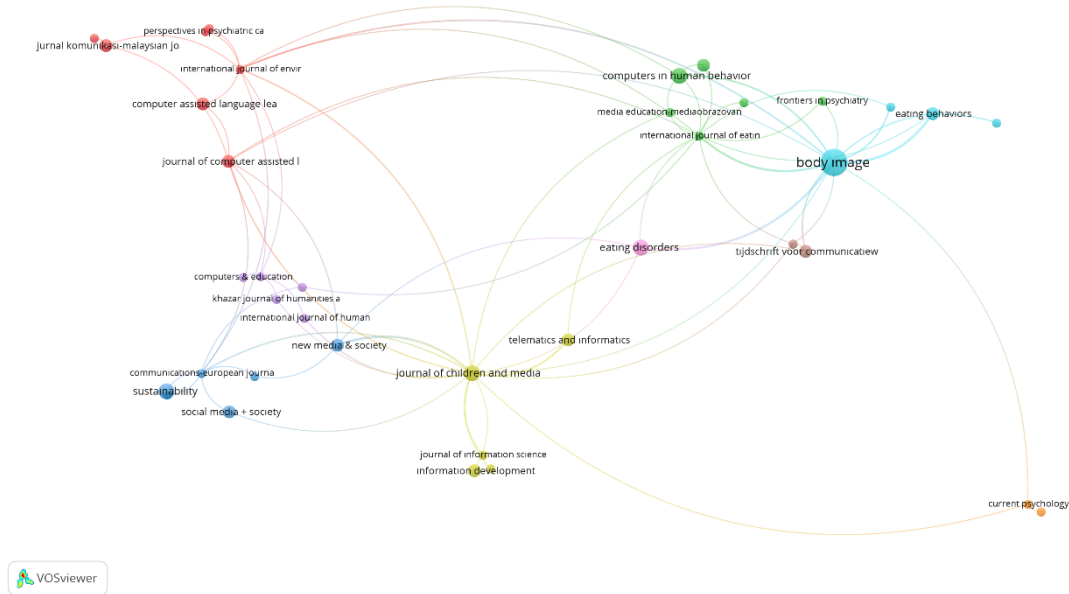 perspectives in psychiatric ca
jurnal komunikasi-malaysian jo
international journal of envir
computers in human behavior
computer assisted language lea
frontiers in psychiatry
media education-mediaobrazovan
eating behaviors
international journal of eatin
journal of computer assisted l
body image
eating disorders
tijdschrift voor communicatiew
computers & education
khazar journal of humanities a
international journal of human
new media & society
telematics and informatics
communications-european journa
journal of children and media
sustainability
social media + society
journal of information science
information development
current psychology
VOSviewer